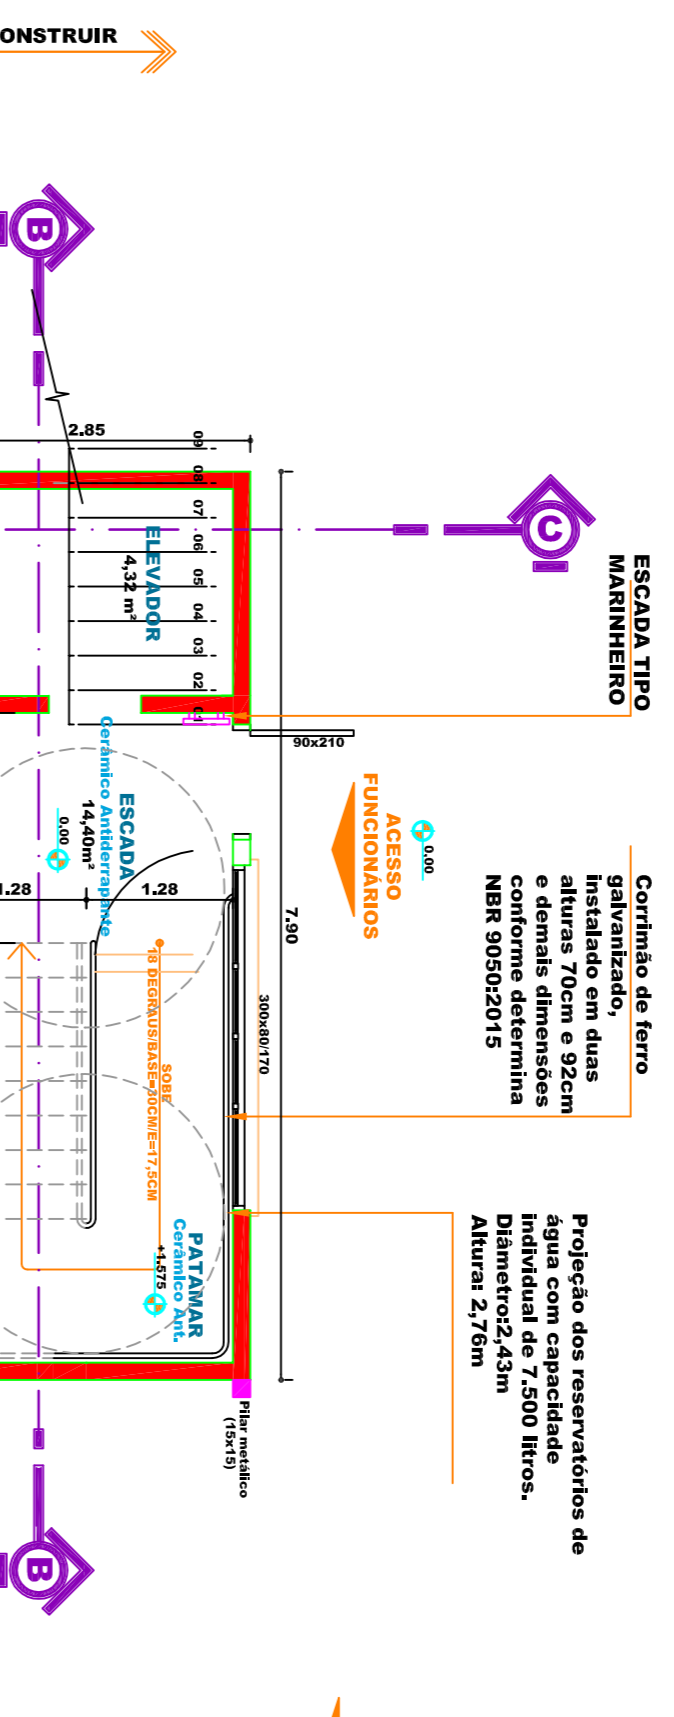 ONSTRUIR
B
2.85
09
08
07
06
05
04
03
02
01
ELEVADOR
4,32 m²
C
ESCADA TIPO
MARINHEIRO
90x210
ACESSO
FUNCIONÁRIOS
0.00
ESCADA
14,40m²
Cerâmico Antiderrapante
0.00
1.28
1.28
7.90
300x80/170
Corrimão de ferro
galvanizado,
instalado em duas
alturas 70cm e 92cm
e demais dimensões
conforme determina
NBR 9050:2015
SOBE
18 DEGRAUS/BASE=30CM/E=17,5CM
PATAMAR
Cerâmico Ant.
+1.575
Projeção dos reservatórios de
água com capacidade
individual de 7.500 litros.
Diâmetro:2,43m
Altura: 2,76m
Pilar metálico
(15x15)
B